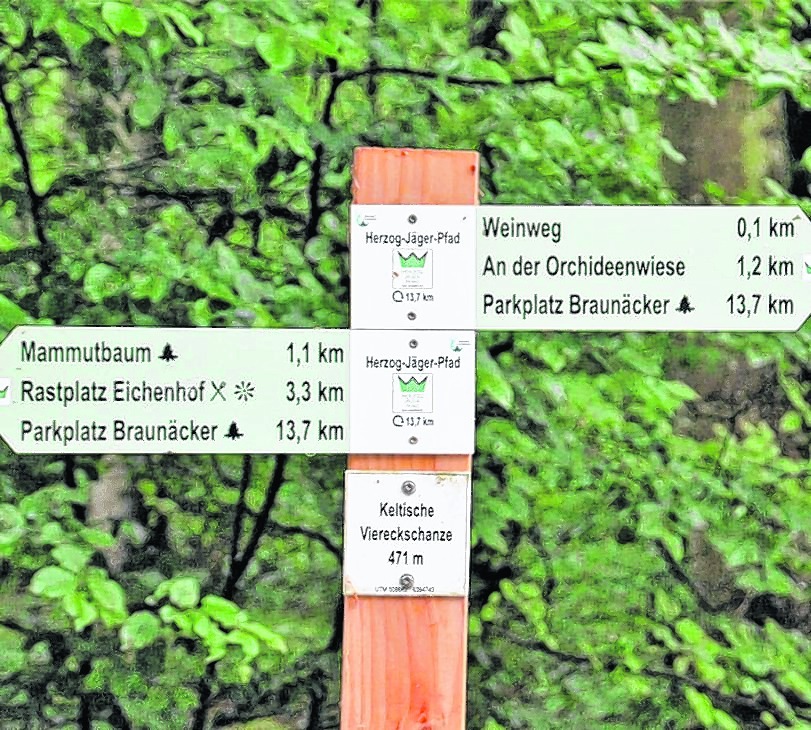 Herzog-Jäger-Pfad
13,7 km
Weinweg 0,1 km
An der Orchideenwiese 1,2 km
Parkplatz Braunäcker 13,7 km
Mammutbaum 1,1 km
Rastplatz Eichenhof 3,3 km
Parkplatz Braunäcker 13,7 km
Herzog-Jäger-Pfad
13,7 km
Keltische
Viereckschanze
471 m
UTM